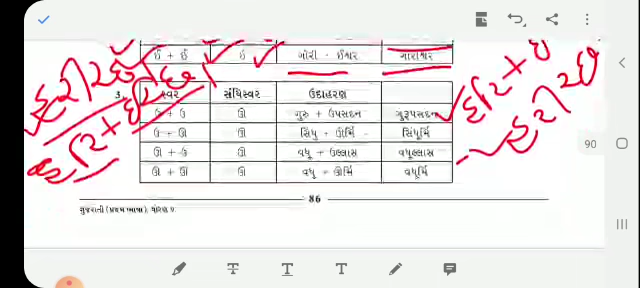 ઈ + ઈ ઈ ગૌરી + ઈશ્વર ગૌરીશ્વર
3. સ્વર સંધિસ્વર ઉદાહરણ
ઉ + ઉ ઊ ગુરુ + ઉપસદન ગુરૂપસદન
ઉ + ઊ ઊ સિંધુ + ઊર્મિ સિંધૂર્મિ
ઊ + ઉ ઊ વધૂ + ઉલ્લાસ વધૂલ્લાસ
ઊ + ઊ ઊ વધૂ + ઊર્મિ વધૂર્મિ
86
ગુજરાતી (પ્રથમ ભાષા), ધોરણ 9
90